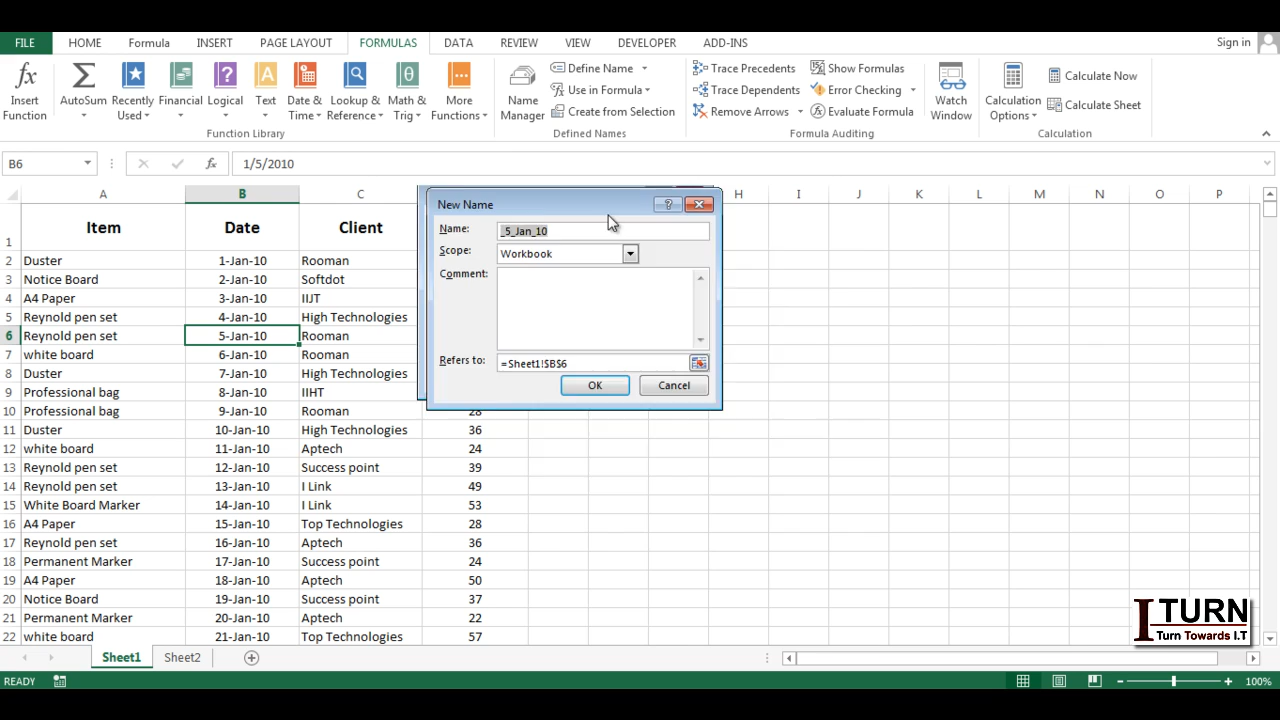 FILE HOME Formula INSERT PAGE LAYOUT FORMULAS DATA REVIEW VIEW DEVELOPER ADD-INS Sign in
fx Insert Function
AutoSum
Recently Used
Financial
Logical
Text
Date & Time
Lookup & Reference
Math & Trig
More Functions
Function Library
Name Manager
Define Name
Use in Formula
Create from Selection
Defined Names
Trace Precedents
Trace Dependents
Remove Arrows
Show Formulas
Error Checking
Evaluate Formula
Formula Auditing
Watch Window
Calculation Options
Calculate Now
Calculate Sheet
Calculation
B6 fx 1/5/2010
A B C H I J K L M N O P
1 Item Date Client
2 Duster 1-Jan-10 Rooman
3 Notice Board 2-Jan-10 Softdot
4 A4 Paper 3-Jan-10 IIJT
5 Reynold pen set 4-Jan-10 High Technologies
6 Reynold pen set 5-Jan-10 Rooman
7 white board 6-Jan-10 Rooman
8 Duster 7-Jan-10 High Technologies
9 Professional bag 8-Jan-10 IIHT
10 Professional bag 9-Jan-10 Rooman 28
11 Duster 10-Jan-10 High Technologies 36
12 white board 11-Jan-10 Aptech 24
13 Reynold pen set 12-Jan-10 Success point 39
14 Reynold pen set 13-Jan-10 I Link 49
15 White Board Marker 14-Jan-10 I Link 53
16 A4 Paper 15-Jan-10 Top Technologies 28
17 Reynold pen set 16-Jan-10 Aptech 36
18 Permanent Marker 17-Jan-10 Success point 24
19 A4 Paper 18-Jan-10 Aptech 50
20 Notice Board 19-Jan-10 Success point 37
21 Permanent Marker 20-Jan-10 Aptech 22
22 white board 21-Jan-10 Top Technologies 57
New Name
Name: _5_Jan_10
Scope: Workbook
Comment:
Refers to: =Sheet1!$B$6
OK Cancel
I TURN
Turn Towards I.T
Sheet1 Sheet2
READY 100%